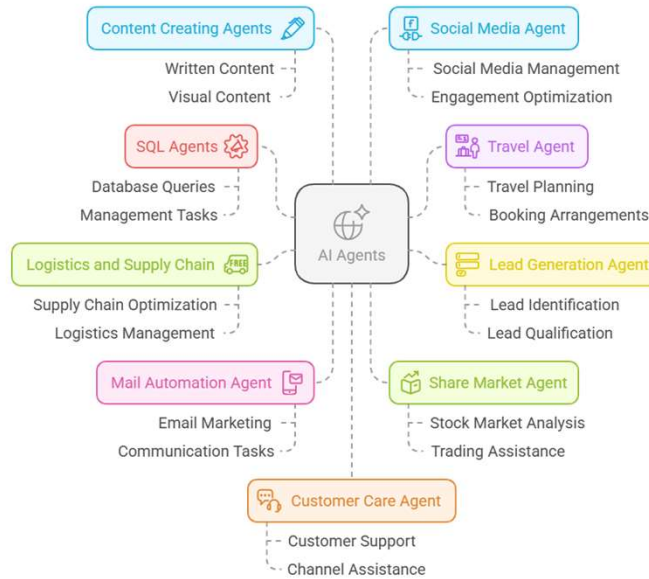 Content Creating Agents
Written Content
Visual Content
Social Media Agent
Social Media Management
Engagement Optimization
SQL Agents
Database Queries
Management Tasks
Travel Agent
Travel Planning
Booking Arrangements
AI Agents
Logistics and Supply Chain
FREE
Supply Chain Optimization
Logistics Management
Lead Generation Agent
Lead Identification
Lead Qualification
Mail Automation Agent
Email Marketing
Communication Tasks
Share Market Agent
Stock Market Analysis
Trading Assistance
Customer Care Agent
Customer Support
Channel Assistance